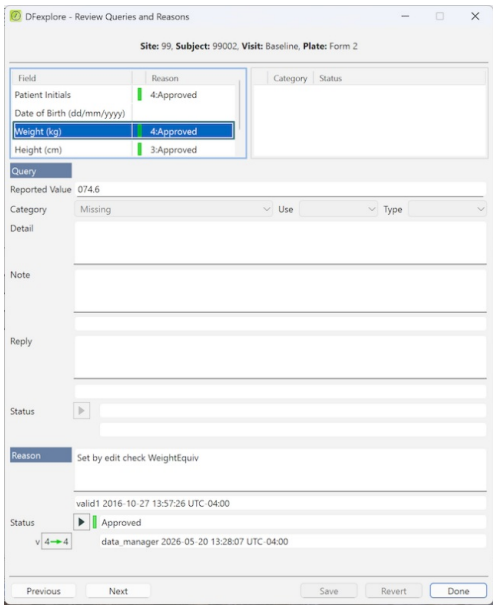 DFexplore - Review Queries and Reasons
Site: 99, Subject: 99002, Visit: Baseline, Plate: Form 2
Field Reason
Patient Initials 4:Approved
Date of Birth (dd/mm/yyyy)
Weight (kg) 4:Approved
Height (cm) 3:Approved
Category Status
Query
Reported Value 074.6
Category Missing Use Type
Detail
Note
Reply
Status
Reason Set by edit check WeightEquiv
valid1 2016-10-27 13:57:26 UTC-04:00
Status Approved
v 4→4 data_manager 2026-05-20 13:28:07 UTC-04:00
Previous Next Save Revert Done